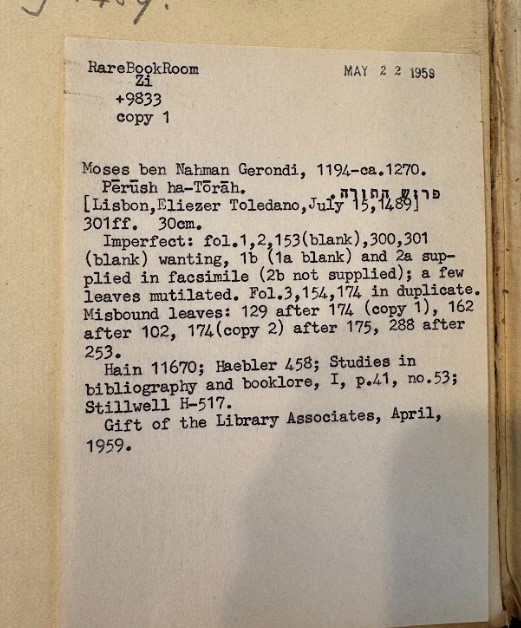 RareBookRoom MAY 2 2 1959
Zi
+9833
copy 1
Moses ben Nahman Gerondi, 1194-ca.1270.
Pērūsh ha-Tōrāh. פרוש התורה.
[Lisbon,Eliezer Toledano,July 15,1489]
301ff. 30cm.
Imperfect: fol.1,2,153(blank),300,301
(blank) wanting, 1b (1a blank) and 2a sup-
plied in facsimile (2b not supplied); a few
leaves mutilated. Fol.3,154,174 in duplicate.
Misbound leaves: 129 after 174 (copy 1), 162
after 102, 174(copy 2) after 175, 288 after
253.
Hain 11670; Haebler 458; Studies in
bibliography and booklore, I, p.41, no.53;
Stillwell H-517.
Gift of the Library Associates, April,
1959.